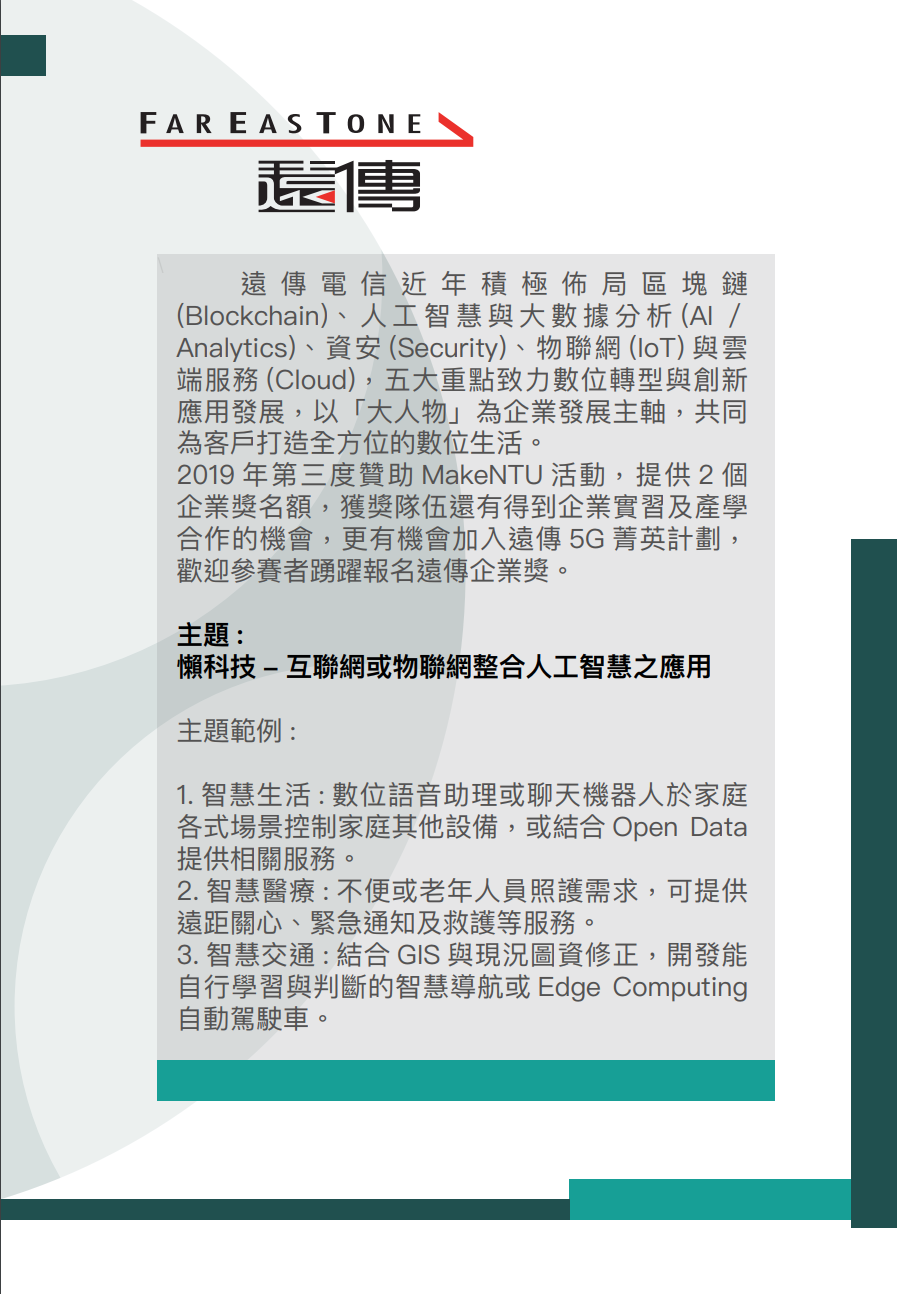 FAREASTONE
遠傳
遠傳電信近年積極佈局區塊鏈
(Blockchain)、人工智慧與大數據分析(AI /
Analytics)、資安(Security)、物聯網(IoT)與雲
端服務(Cloud)，五大重點致力數位轉型與創新
應用發展，以「大人物」為企業發展主軸，共同
為客戶打造全方位的數位生活。
2019 年第三度贊助 MakeNTU 活動，提供 2 個
企業獎名額，獲獎隊伍還有得到企業實習及產學
合作的機會，更有機會加入遠傳 5G 菁英計劃，
歡迎參賽者踴躍報名遠傳企業獎。
主題 :
懶科技 – 互聯網或物聯網整合人工智慧之應用
主題範例 :
1. 智慧生活 : 數位語音助理或聊天機器人於家庭
各式場景控制家庭其他設備，或結合 Open Data
提供相關服務。
2. 智慧醫療 : 不便或老年人員照護需求，可提供
遠距關心、緊急通知及救護等服務。
3. 智慧交通 : 結合 GIS 與現況圖資修正，開發能
自行學習與判斷的智慧導航或 Edge Computing
自動駕駛車。